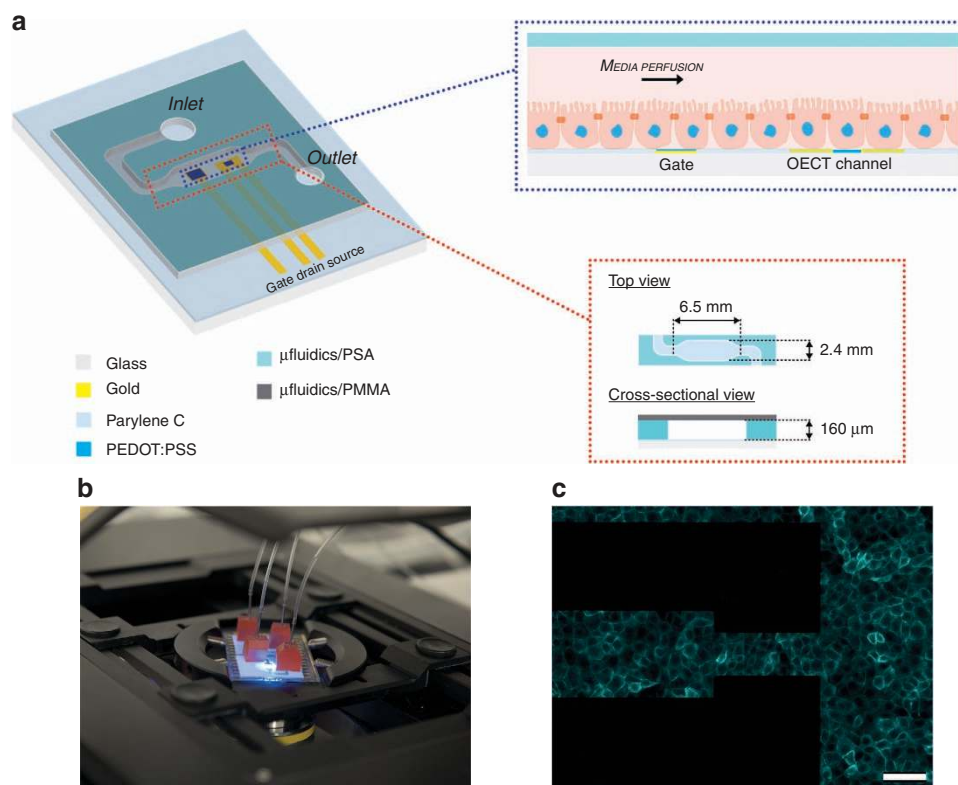 a
Inlet
Outlet
Gate drain source
MEDIA PERFUSION
Gate
OECT channel
Top view
6.5 mm
2.4 mm
Cross-sectional view
160 μm
Glass
Gold
Parylene C
PEDOT:PSS
μfluidics/PSA
μfluidics/PMMA
b
c